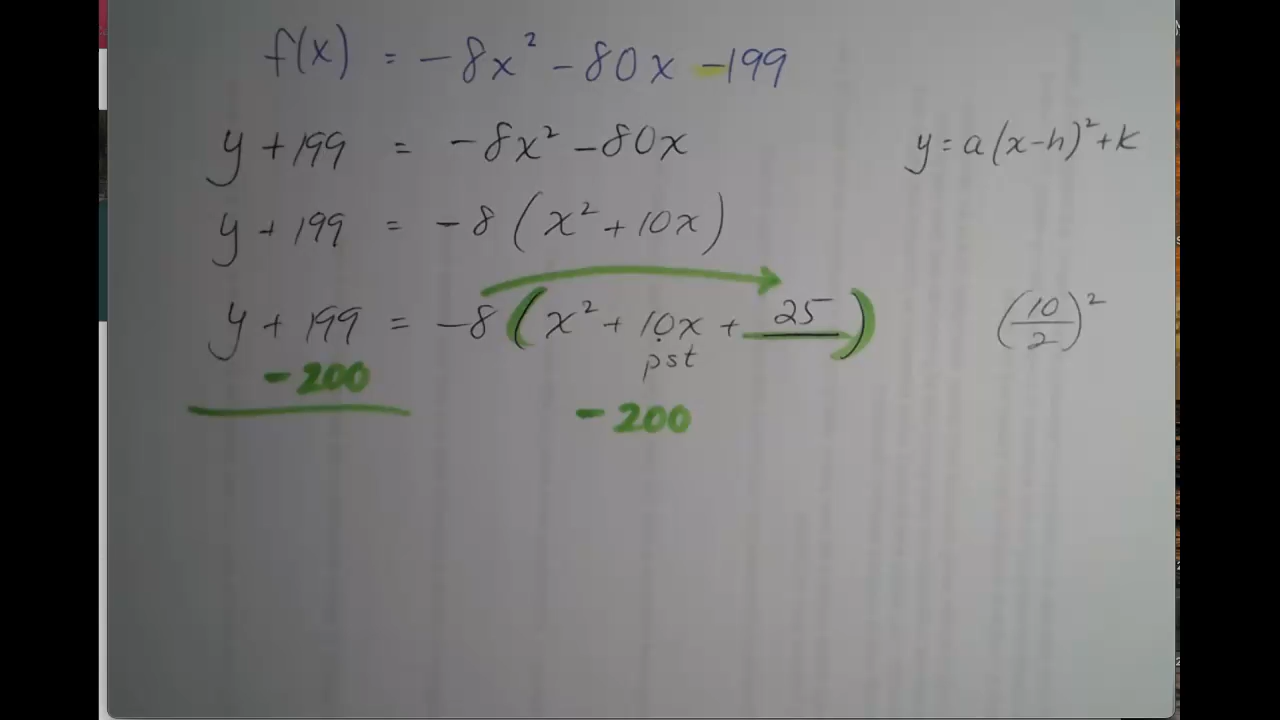 f(x) = -8x² - 80x - 199
y + 199 = -8x² - 80x
y = a(x-h)² + k
y + 199 = -8(x² + 10x)
y + 199 = -8(x² + 10x + 25)
(10/2)²
pst
-200
-200